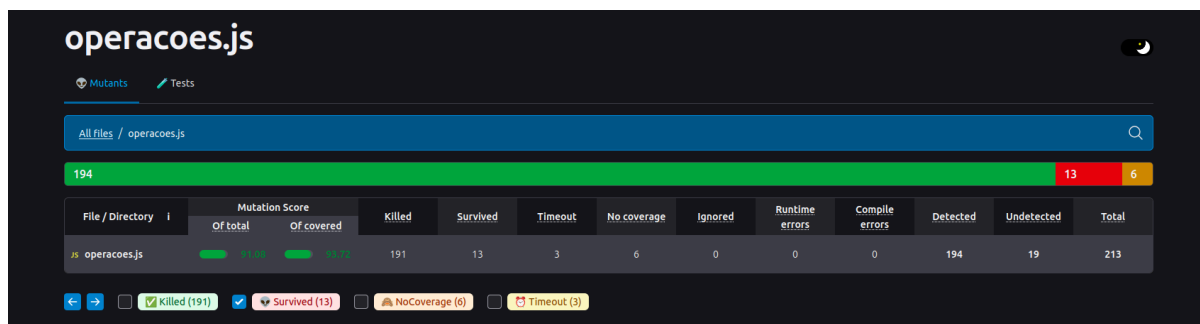 operacoes.js
👽 Mutants 🧪 Tests
All files / operacoes.js
194 13 6
File / Directory i Mutation Score Killed Survived Timeout No coverage Ignored Runtime errors Compile errors Detected Undetected Total
Of total Of covered
JS operacoes.js 91.08 93.72 191 13 3 6 0 0 0 194 19 213
✅ Killed (191) 👽 Survived (13) 🙈 NoCoverage (6) ⏰ Timeout (3)